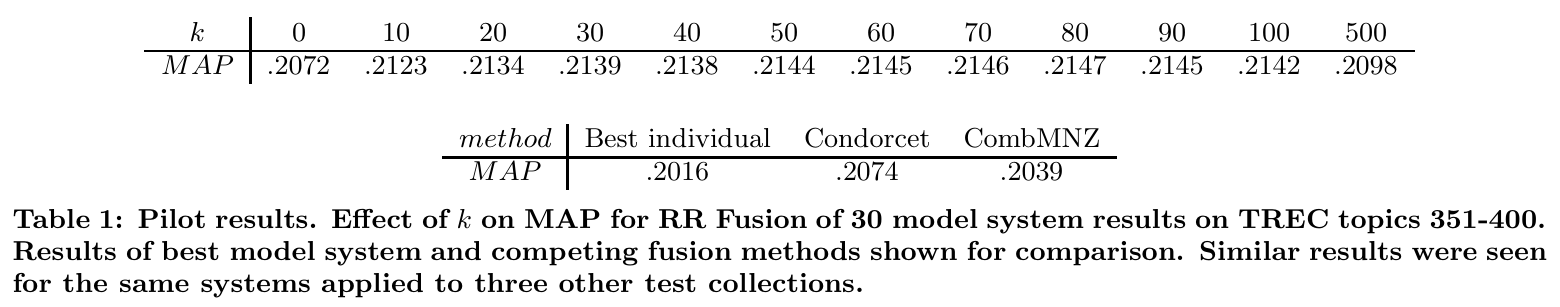 k 0 10 20 30 40 50 60 70 80 90 100 500
MAP .2072 .2123 .2134 .2139 .2138 .2144 .2145 .2146 .2147 .2145 .2142 .2098
method Best individual Condorcet CombMNZ
MAP .2016 .2074 .2039
Table 1: Pilot results. Effect of k on MAP for RR Fusion of 30 model system results on TREC topics 351-400.
Results of best model system and competing fusion methods shown for comparison. Similar results were seen
for the same systems applied to three other test collections.